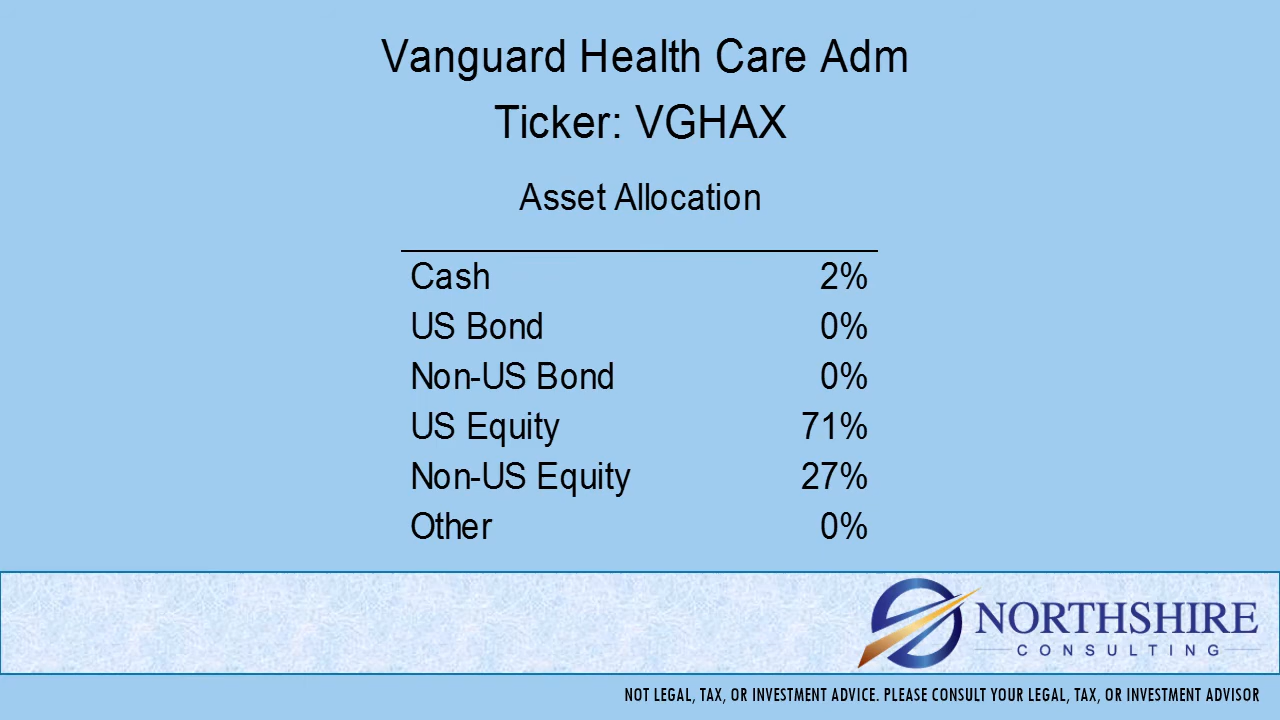 Vanguard Health Care Adm
Ticker: VGHAX
Asset Allocation
Cash 2%
US Bond 0%
Non-US Bond 0%
US Equity 71%
Non-US Equity 27%
Other 0%
NORTHSHIRE
CONSULTING
NOT LEGAL, TAX, OR INVESTMENT ADVICE. PLEASE CONSULT YOUR LEGAL, TAX, OR INVESTMENT ADVISOR